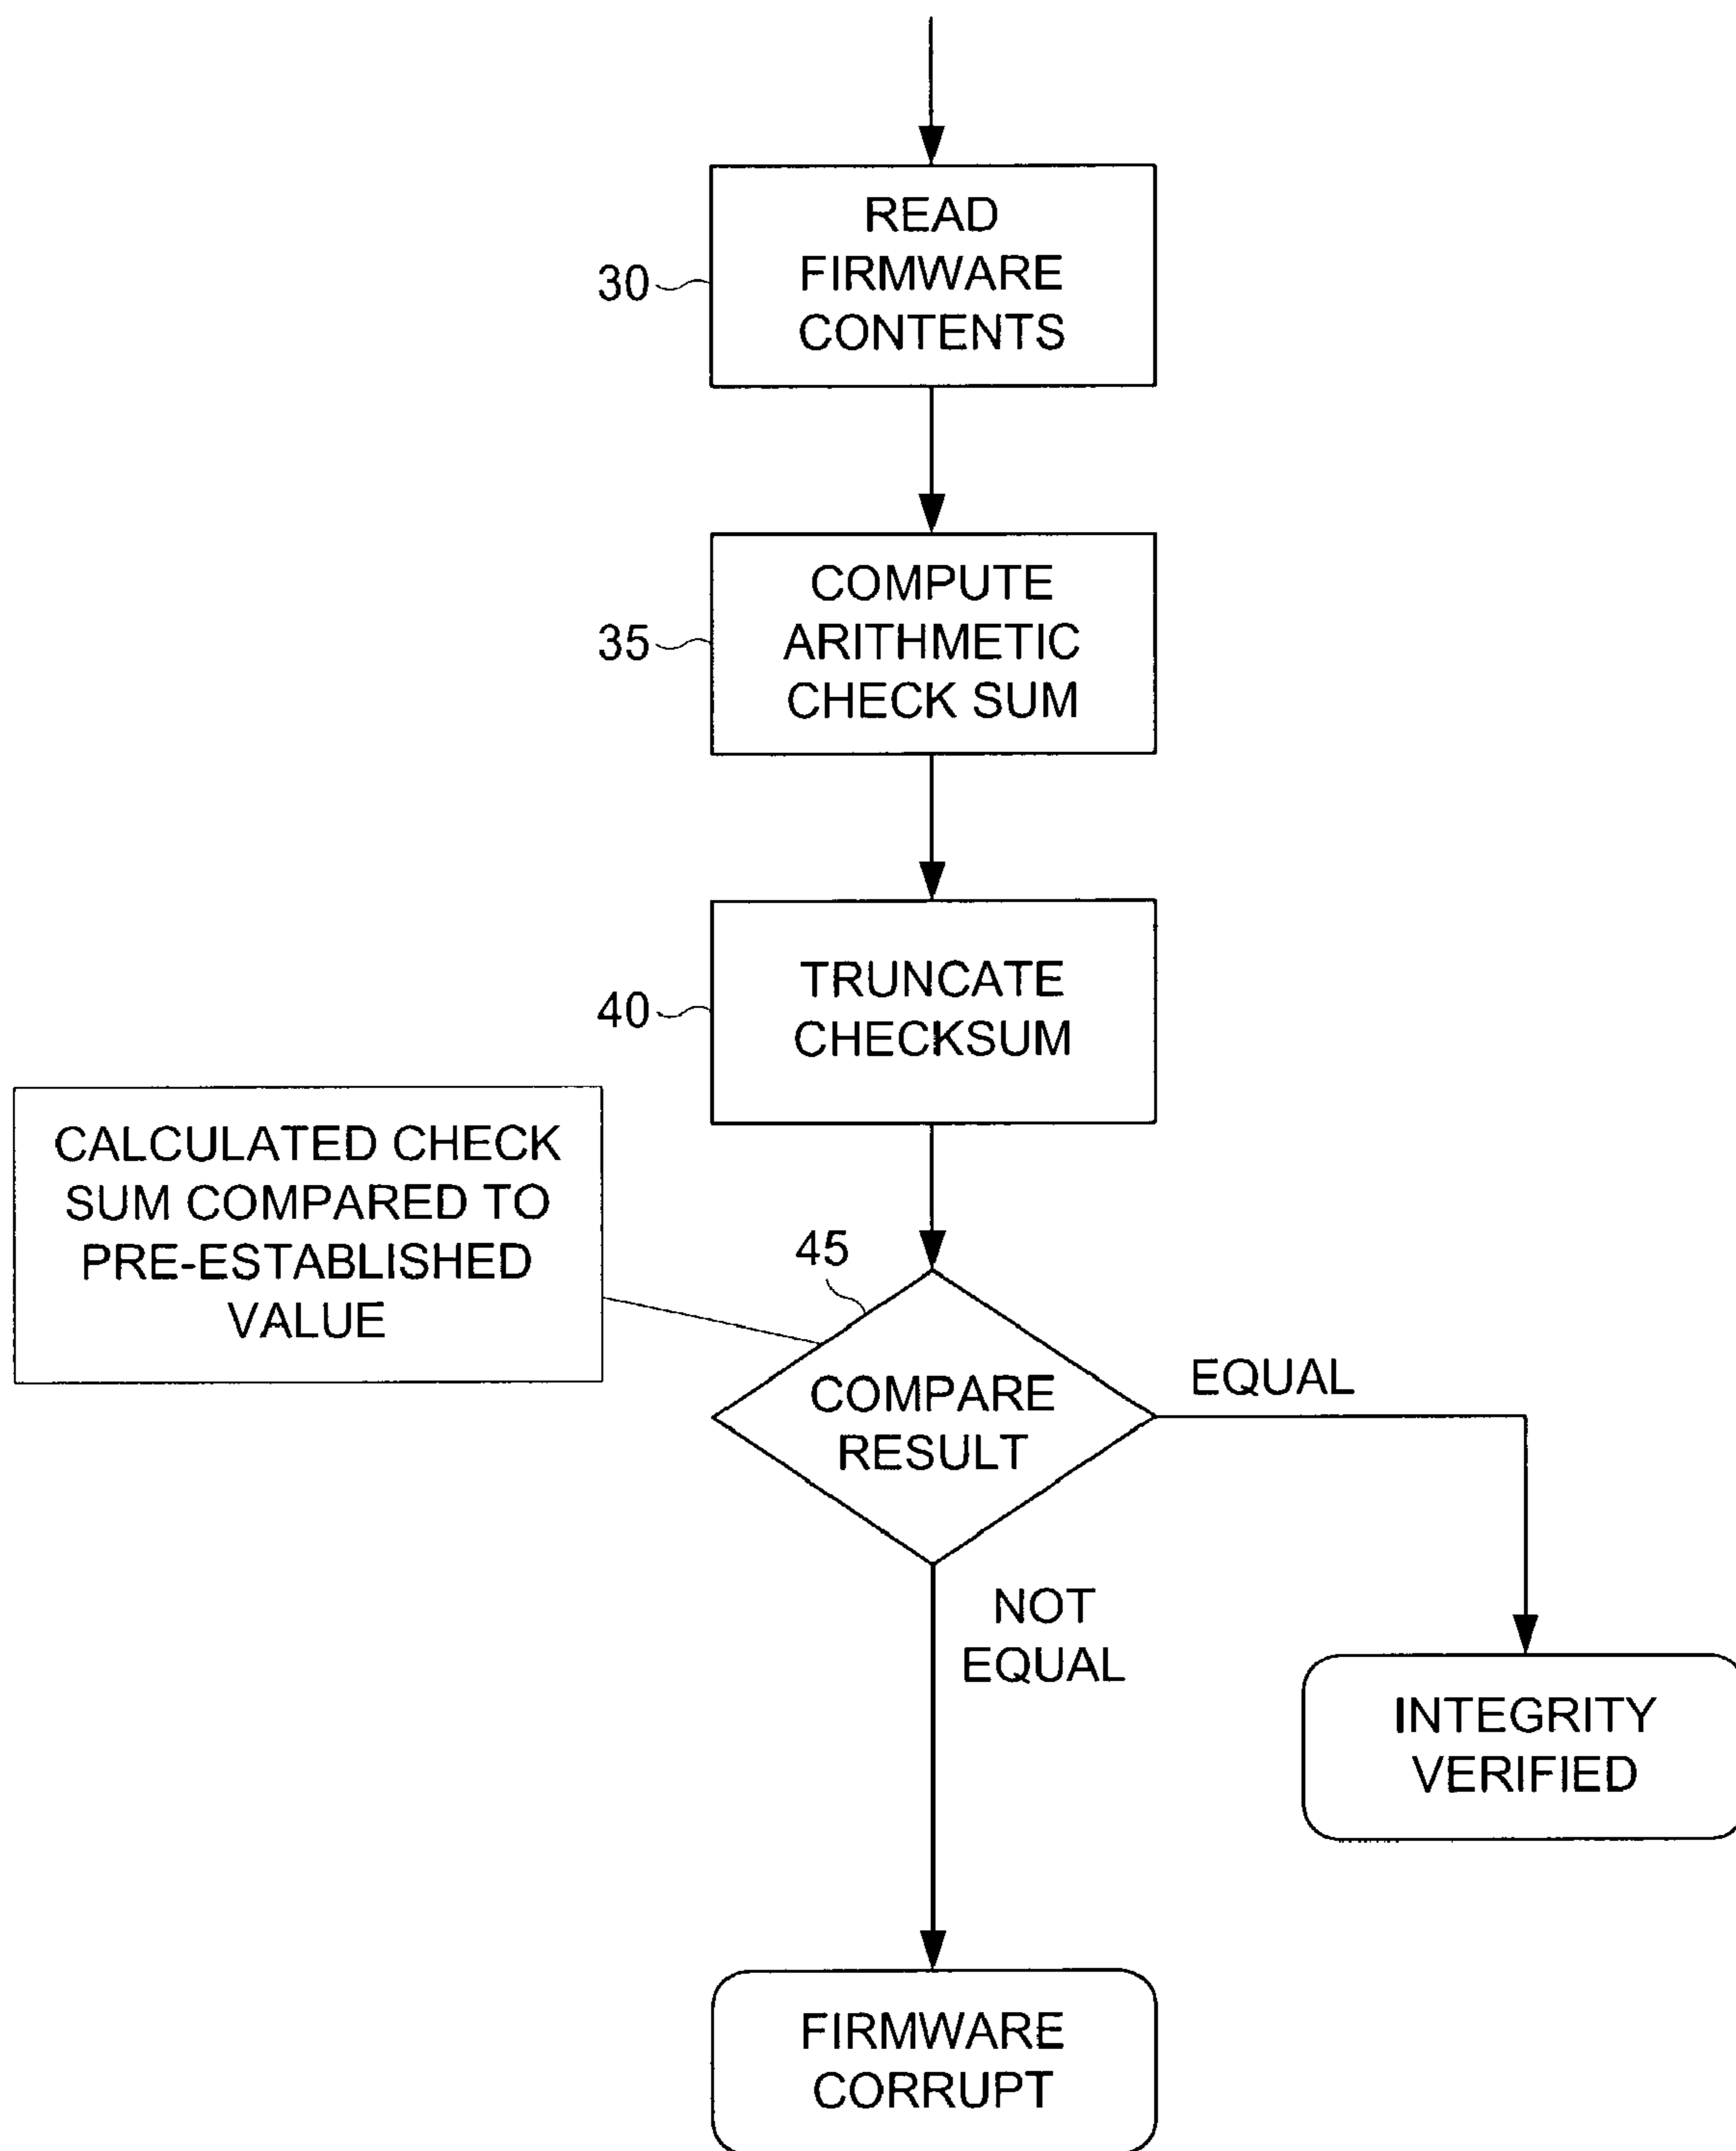 READ
FIRMWARE
CONTENTS
30
COMPUTE
ARITHMETIC
CHECK SUM
35
TRUNCATE
CHECKSUM
40
CALCULATED CHECK
SUM COMPARED TO
PRE-ESTABLISHED
VALUE
45
COMPARE
RESULT
EQUAL
NOT
EQUAL
INTEGRITY
VERIFIED
FIRMWARE
CORRUPT